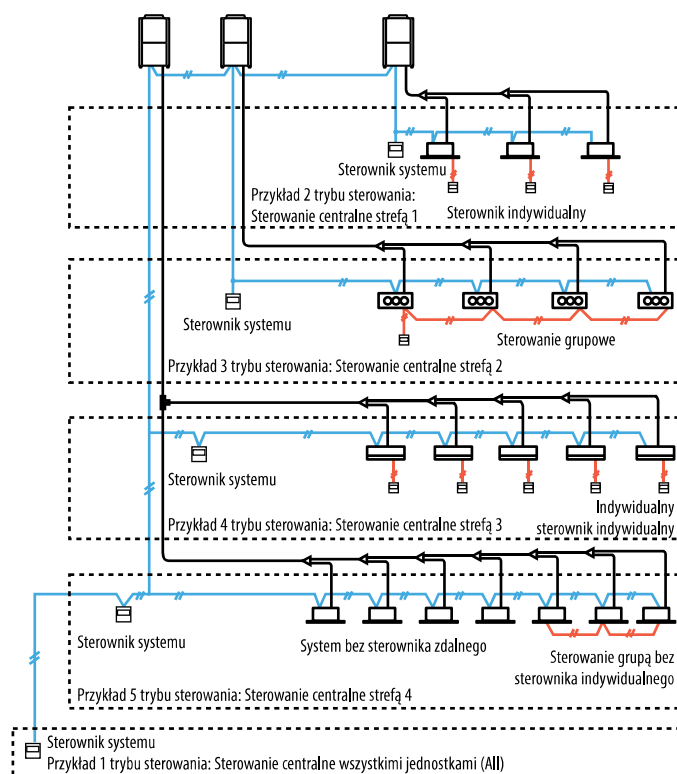 Sterownik systemu
Przykład 2 trybu sterowania:
Sterowanie centralne strefą 1
Sterownik indywidualny
Sterownik systemu
Sterowanie grupowe
Przykład 3 trybu sterowania: Sterowanie centralne strefą 2
Sterownik systemu
Indywidualny
sterownik indywidualny
Przykład 4 trybu sterowania: Sterowanie centralne strefą 3
Sterownik systemu
System bez sterownika zdalnego
Sterowanie grupą bez
sterownika indywidualnego
Przykład 5 trybu sterowania: Sterowanie centralne strefą 4
Sterownik systemu
Przykład 1 trybu sterowania: Sterowanie centralne wszystkimi jednostkami (All)